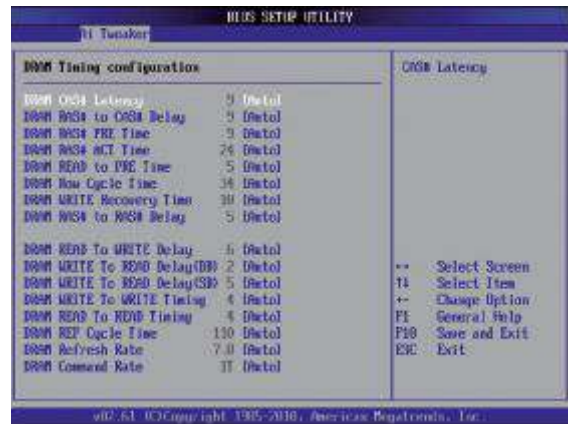 BIOS SETUP UTILITY
Ai Tweaker
DRAM Timing configuration
DRAM CAS# Latency 9 [Auto]
DRAM RAS# to CAS# Delay 9 [Auto]
DRAM RAS# PRE Time 9 [Auto]
DRAM RAS# ACT Time 24 [Auto]
DRAM READ to PRE Time 5 [Auto]
DRAM Row Cycle Time 34 [Auto]
DRAM WRITE Recovery Time 10 [Auto]
DRAM RAS# to RAS# Delay 5 [Auto]
DRAM READ To WRITE Delay 6 [Auto]
DRAM WRITE To READ Delay(DD) 2 [Auto]
DRAM WRITE To READ Delay(SD) 5 [Auto]
DRAM WRITE To WRITE Timing 4 [Auto]
DRAM READ To READ Timing 4 [Auto]
DRAM REF Cycle Time 110 [Auto]
DRAM Refresh Rate 7.8 [Auto]
DRAM Command Rate [Auto]
CAS# Latency
←→ Select Screen
↑↓ Select Item
+- Change Option
F1 General Help
F10 Save and Exit
ESC Exit
v02.61 (C)Copyright 1985-2010, American Megatrends, Inc.